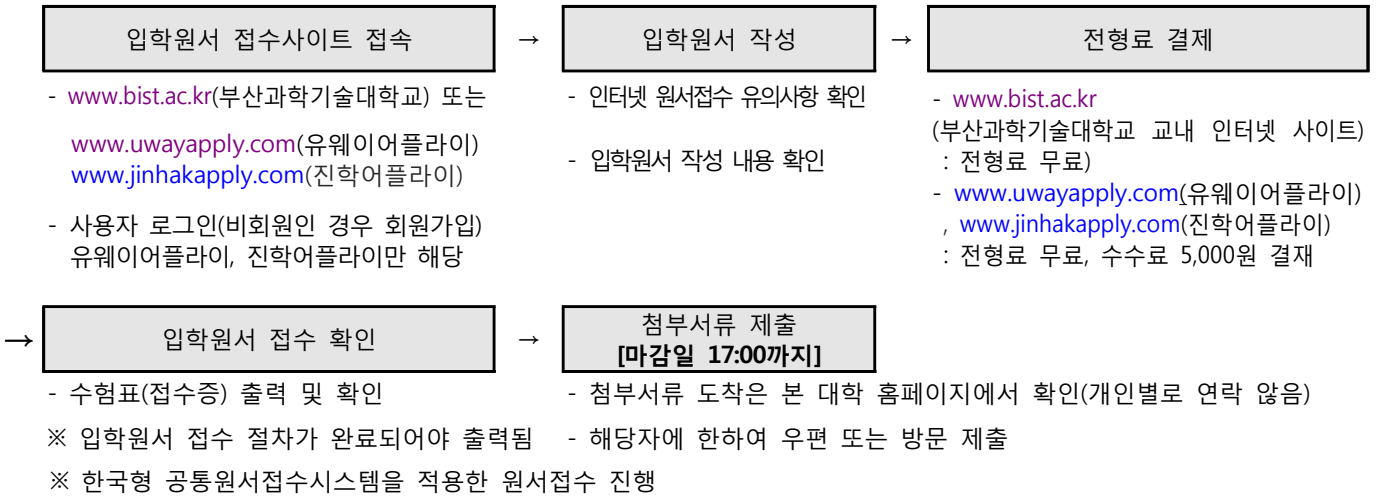 입학원서 접수사이트 접속 → 입학원서 작성 → 전형료 결제
- www.bist.ac.kr(부산과학기술대학교) 또는
www.uwayapply.com(유웨이어플라이)
www.jinhakapply.com(진학어플라이)
- 사용자 로그인(비회원인 경우 회원가입)
유웨이어플라이, 진학어플라이만 해당
- 인터넷 원서접수 유의사항 확인
- 입학원서 작성 내용 확인
- www.bist.ac.kr
(부산과학기술대학교 교내 인터넷 사이트)
: 전형료 무료)
- www.uwayapply.com(유웨이어플라이)
, www.jinhakapply.com(진학어플라이)
: 전형료 무료, 수수료 5,000원 결재
→ 입학원서 접수 확인 → 첨부서류 제출
[마감일 17:00까지]
- 수험표(접수증) 출력 및 확인
※ 입학원서 접수 절차가 완료되어야 출력됨
- 첨부서류 도착은 본 대학 홈페이지에서 확인(개인별로 연락 않음)
- 해당자에 한하여 우편 또는 방문 제출
※ 한국형 공통원서접수시스템을 적용한 원서접수 진행